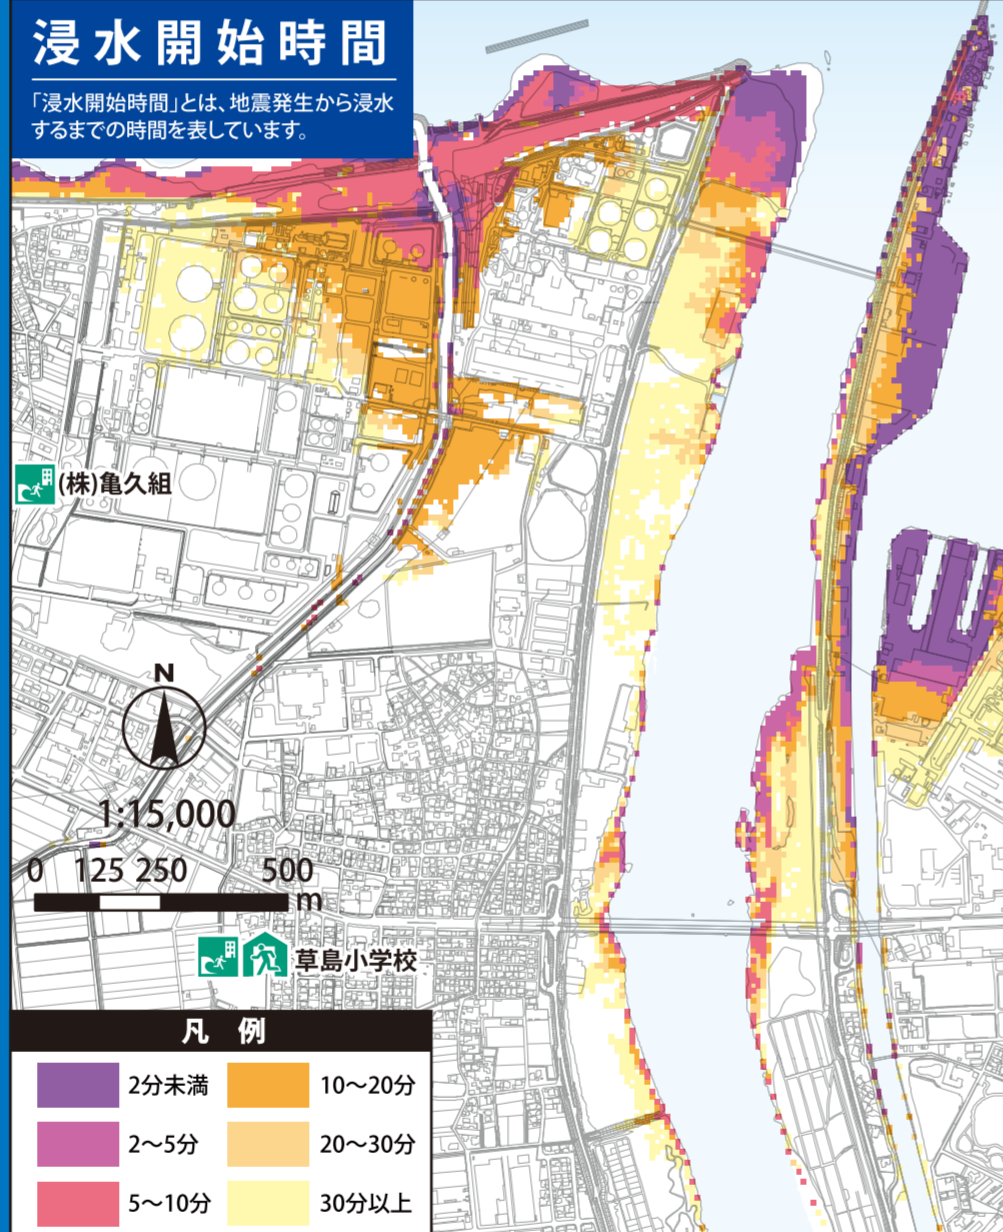 浸水開始時間
「浸水開始時間」とは、地震発生から浸水
するまでの時間を表しています。
(株)亀久組
N
1:15,000
0 125 250 500
m
草島小学校
凡 例
2分未満 10～20分
2～5分 20～30分
5～10分 30分以上